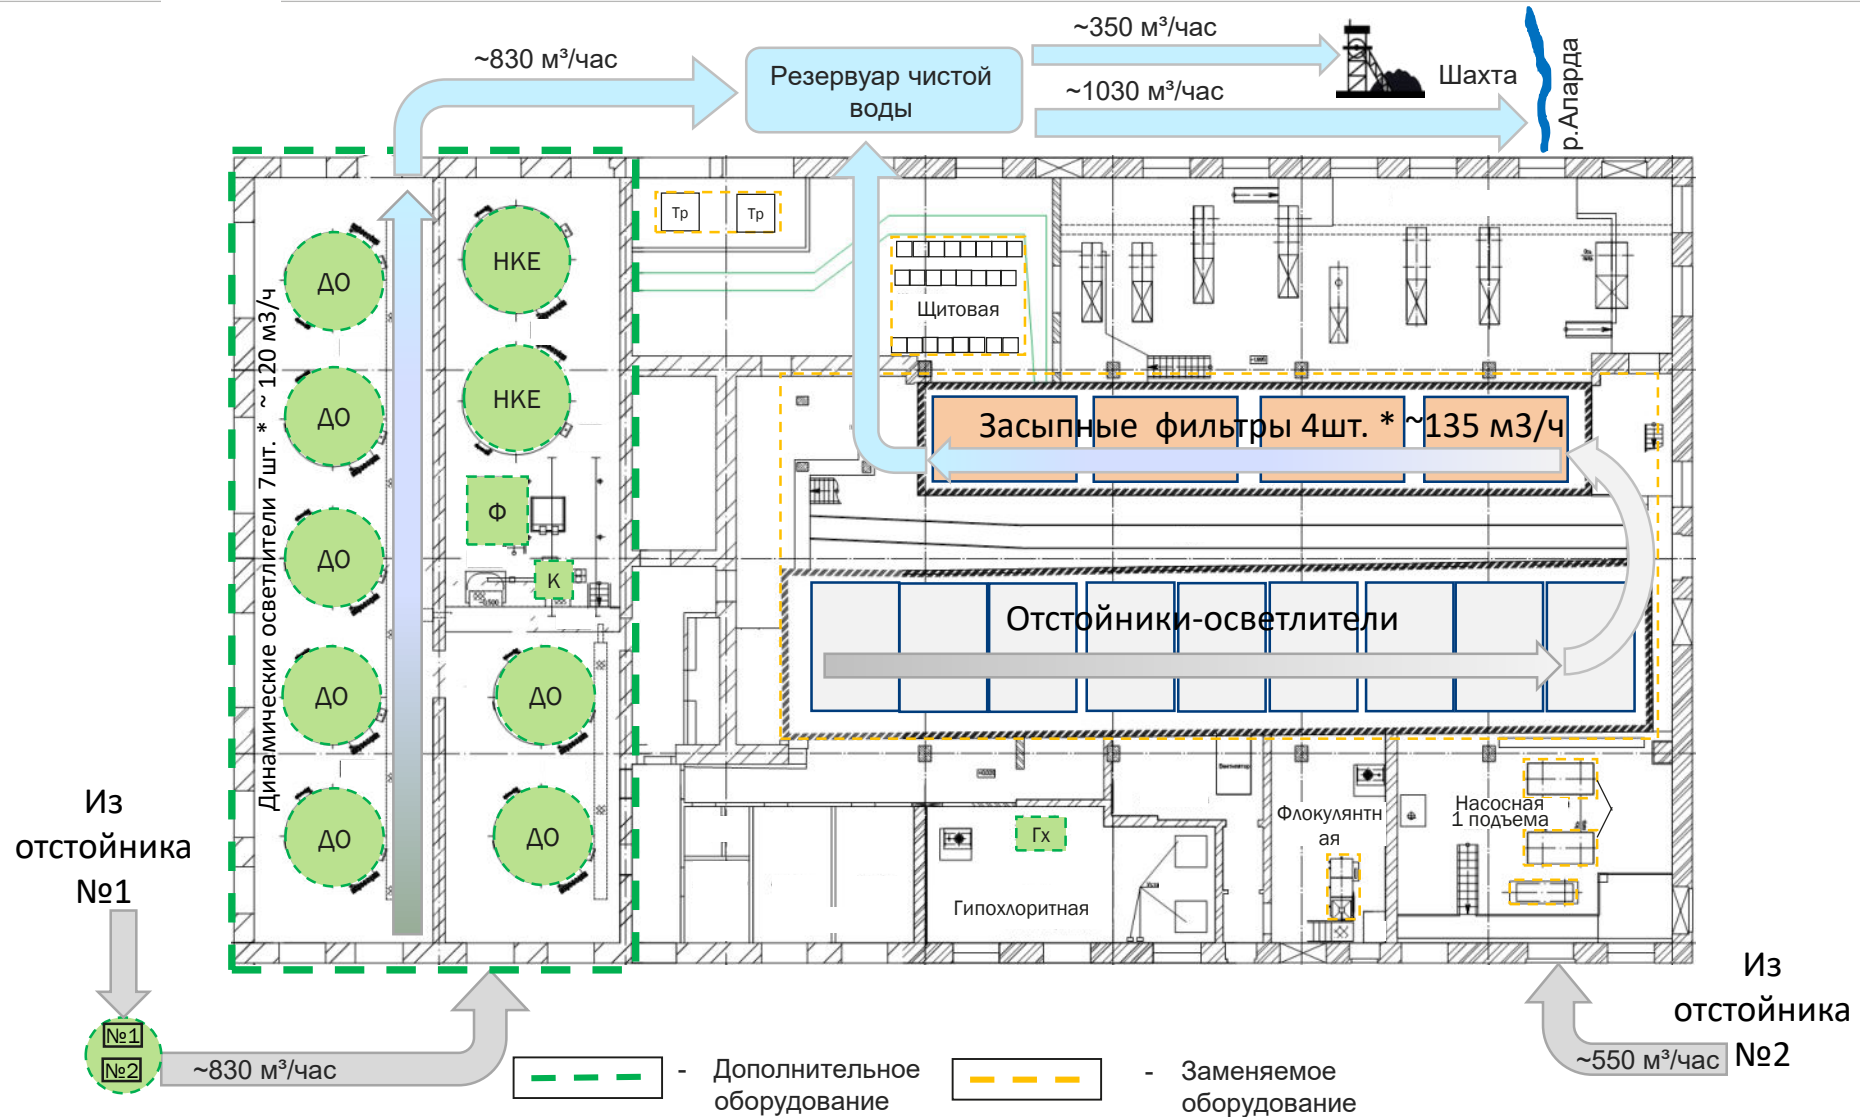 ~830 м³/час
Резервуар чистой
воды
~350 м³/час
~1030 м³/час
Шахта
р.Аларда
Динамические осветлители 7шт. * ~ 120 м3/ч
ДО
ДО
ДО
ДО
ДО
НКЕ
НКЕ
Ф
К
ДО
ДО
Тр
Тр
Щитовая
Засыпные фильтры 4шт. * ~135 м3/ч
Отстойники-осветлители
Гх
Гипохлоритная
Флокулянтн
ая
Насосная
1 подъема
Из
отстойника
№1
№1
№2
~830 м³/час
Из
отстойника
№2
~550 м³/час
- Дополнительное
оборудование
- Заменяемое
оборудование